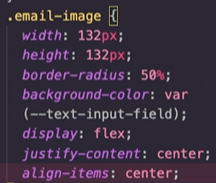 .email-image {
width: 132px;
height: 132px;
border-radius: 50%;
background-color: var
(--text-input-field);
display: flex;
justify-content: center;
align-items: center;